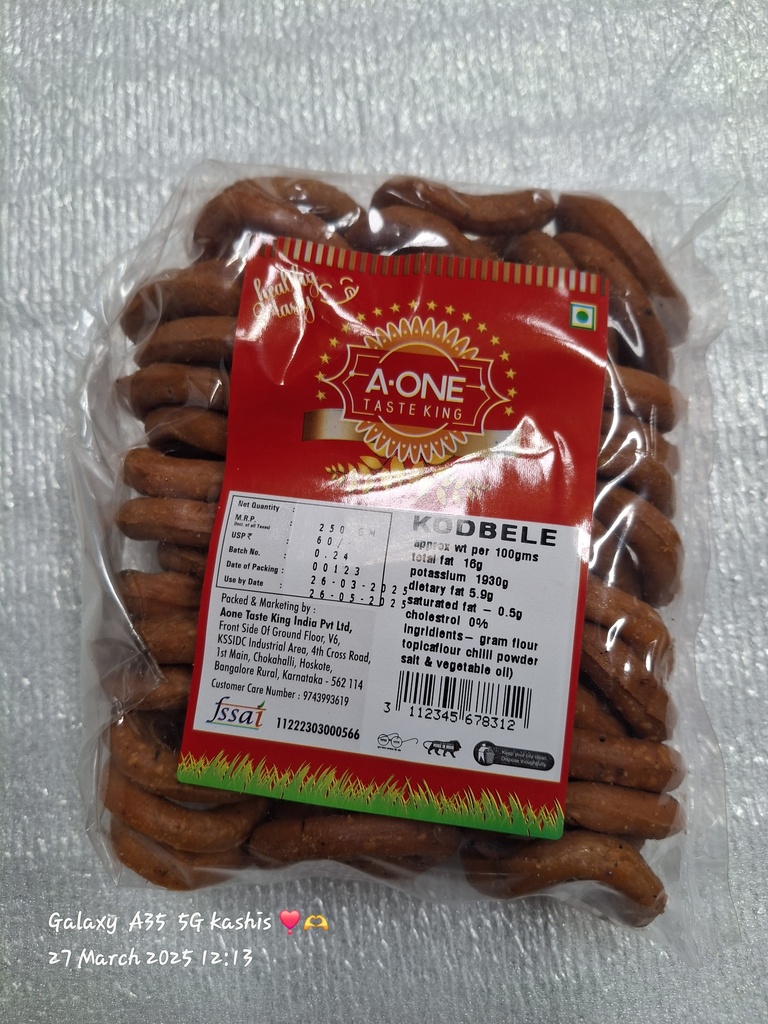 healthy
A·ONE
TASTE KING
Net Quantity :
M.R.P. : 250 GM
(Incl. of all Taxes)
USP ₹ : 60/
Batch No. : 0.24
Date of Packing : 00123
Use by Date : 26-03-2025
26-05-2025
KODBELE
approx wt per 100gms
total fat 16g
potassium 1930g
dietary fat 5.9g
saturated fat – 0.5g
cholestrol 0%
ingridients– gram flour
topicaflour chilli powder
salt & vegetable oil)
Packed & Marketing by :
Aone Taste King India Pvt Ltd,
Front Side Of Ground Floor, V6,
KSSIDC Industrial Area, 4th Cross Road,
1st Main, Chokahalli, Hoskote,
Bangalore Rural, Karnataka - 562 114
Customer Care Number : 9743993619
fssai
11222303000566
3 112345 678312
Galaxy A35 5G kashis ❤️🫶
27 March 2025 12:13